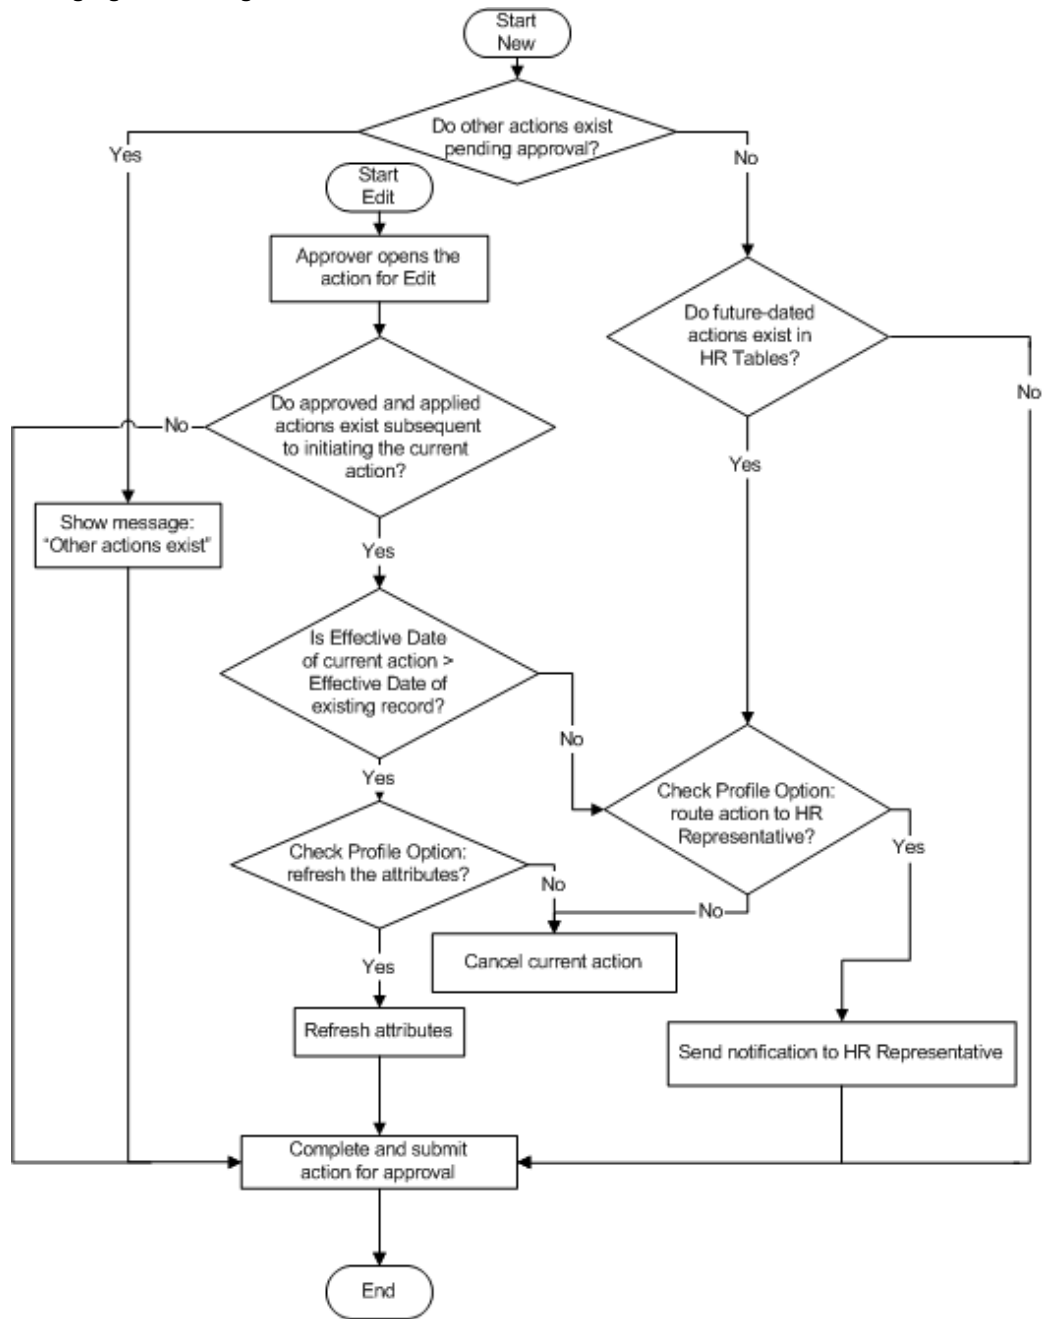 Start
New
Do other actions exist
pending approval?
Yes
No
Start
Edit
Approver opens the
action for Edit
Do future-dated
actions exist in
HR Tables?
No
Do approved and applied
actions exist subsequent
to initiating the current
action?
No
Yes
Show message:
“Other actions exist”
Yes
Is Effective Date
of current action >
Effective Date of
existing record?
No
Yes
Check Profile Option:
route action to HR
Representative?
Yes
Check Profile Option:
refresh the attributes?
No
No
Cancel current action
Yes
Refresh attributes
Send notification to HR Representative
Complete and submit
action for approval
End